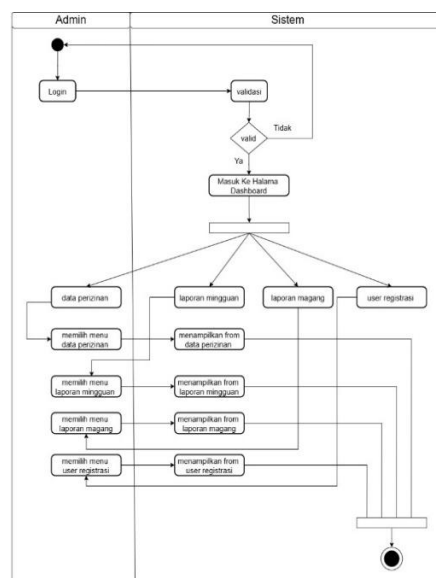 Admin
Sistem
Login
validasi
Tidak
valid
Ya
Masuk Ke Halama
Dashboard
data perizinan
laporan mingguan
laporan magang
user registrasi
memilih menu
data perizinan
menampilkan from
data perizinan
memilih menu
laporan mingguan
menampilkan from
laporan mingguan
memilih menu
laporan magang
menampilkan from
laporan magang
memilih menu
user registrasi
menampilkan from
user registrasi